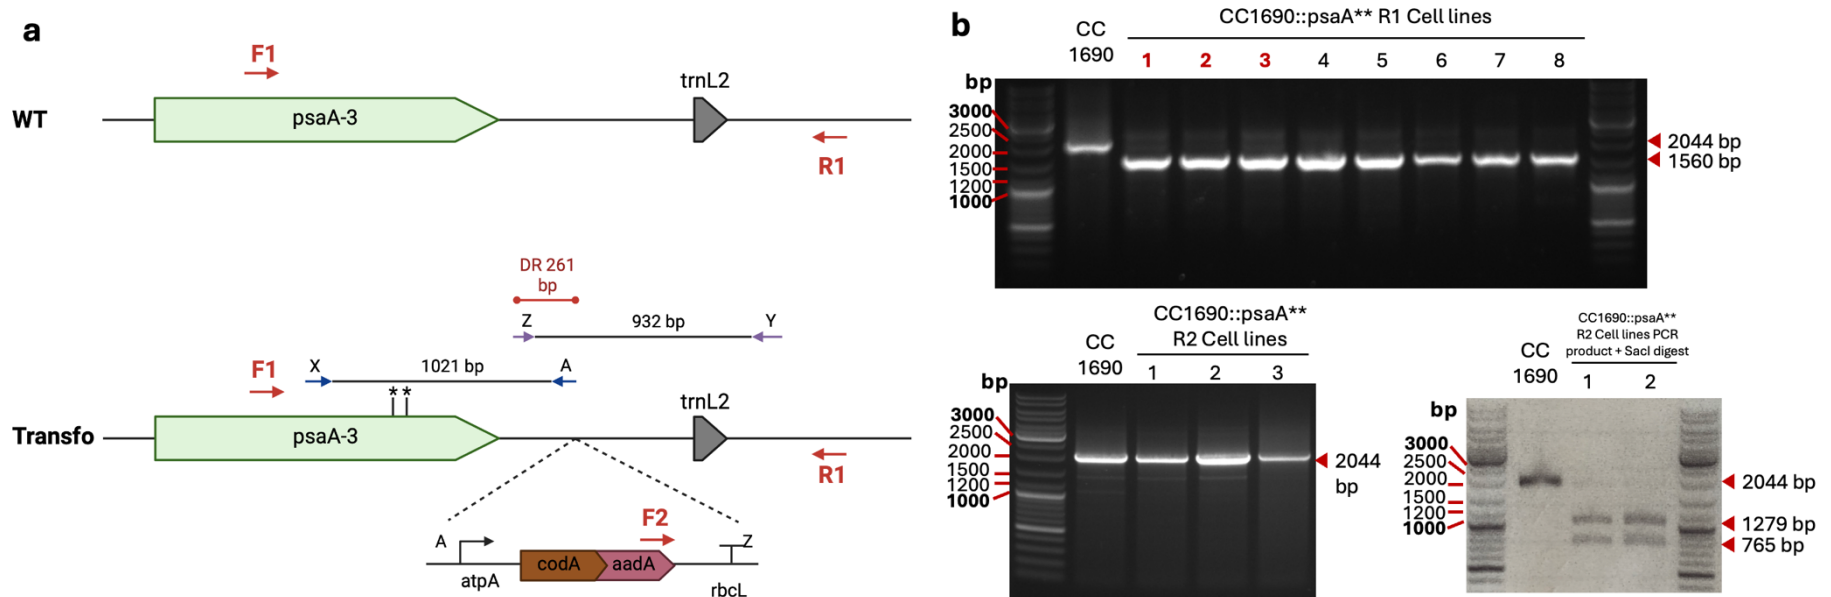 a
WT
F1
psaA-3
trnL2
R1
DR 261
bp
Z
932 bp
Y
X
1021 bp
A
F1
**
Transfo
psaA-3
trnL2
R1
F2
A
Z
codA
aadA
atpA
rbcL
b
CC1690::psaA** R1 Cell lines
CC
1690
1 2 3 4 5 6 7 8
bp
3000
2500
2000
1500
1200
1000
2044 bp
1560 bp
CC1690::psaA**
R2 Cell lines
CC
1690
1 2 3
bp
3000
2500
2000
1500
1200
1000
2044
bp
CC1690::psaA**
R2 Cell lines PCR
product + SacI digest
CC
1690
1 2
bp
3000
2500
2000
1500
1200
1000
2044 bp
1279 bp
765 bp